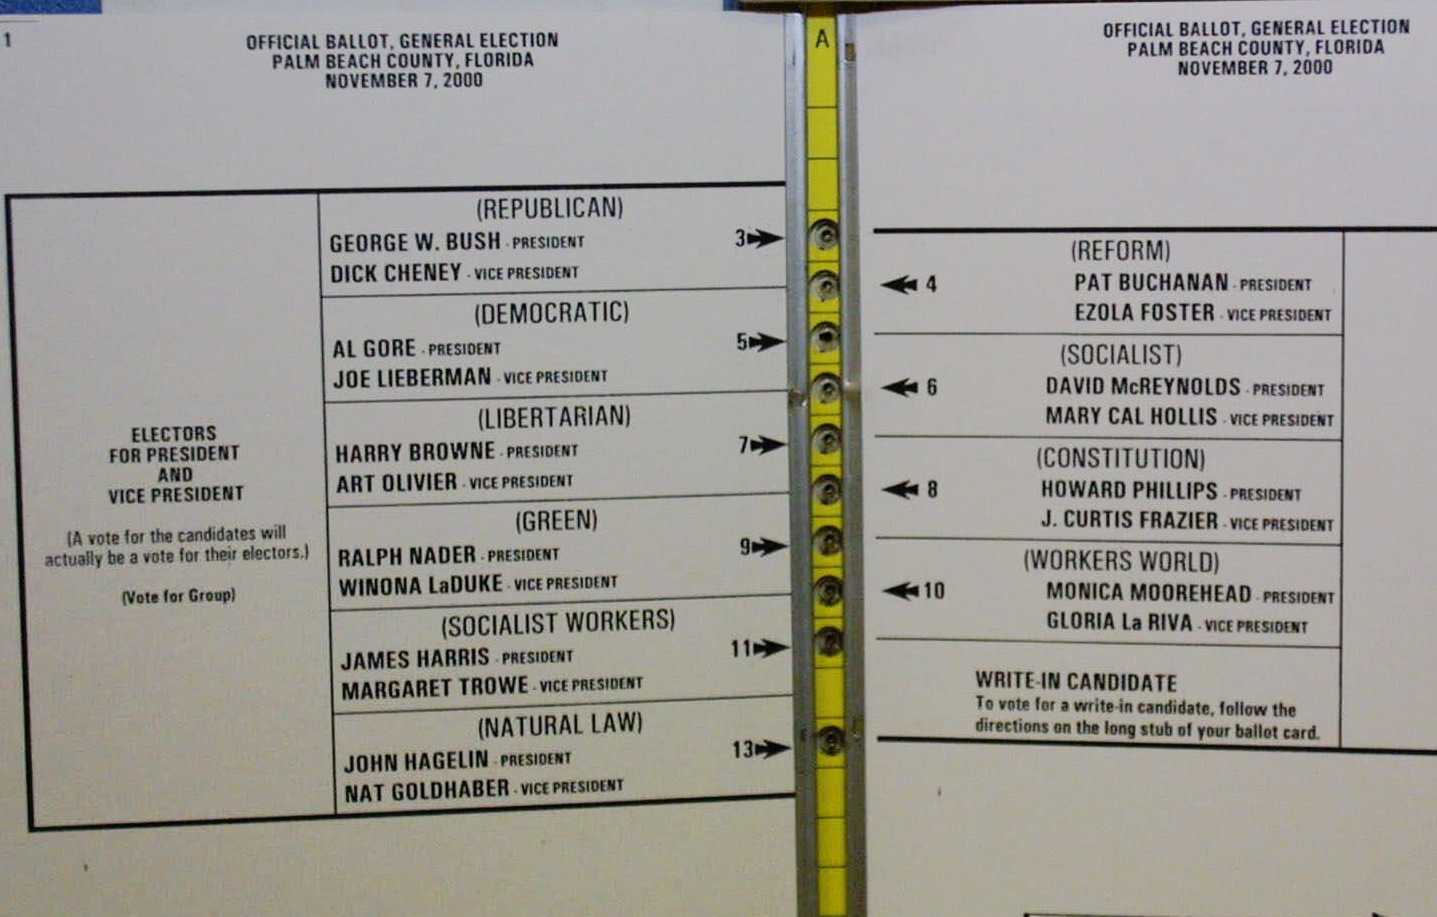 1
OFFICIAL BALLOT, GENERAL ELECTION
PALM BEACH COUNTY, FLORIDA
NOVEMBER 7, 2000
ELECTORS
FOR PRESIDENT
AND
VICE PRESIDENT
(A vote for the candidates will
actually be a vote for their electors.)
(Vote for Group)
(REPUBLICAN)
GEORGE W. BUSH - PRESIDENT 3
DICK CHENEY - VICE PRESIDENT
(DEMOCRATIC)
AL GORE - PRESIDENT 5
JOE LIEBERMAN - VICE PRESIDENT
(LIBERTARIAN)
HARRY BROWNE - PRESIDENT 7
ART OLIVIER - VICE PRESIDENT
(GREEN)
RALPH NADER - PRESIDENT 9
WINONA LaDUKE - VICE PRESIDENT
(SOCIALIST WORKERS)
JAMES HARRIS - PRESIDENT 11
MARGARET TROWE - VICE PRESIDENT
(NATURAL LAW)
JOHN HAGELIN - PRESIDENT 13
NAT GOLDHABER - VICE PRESIDENT
A
OFFICIAL BALLOT, GENERAL ELECTION
PALM BEACH COUNTY, FLORIDA
NOVEMBER 7, 2000
(REFORM)
4 PAT BUCHANAN - PRESIDENT
EZOLA FOSTER - VICE PRESIDENT
(SOCIALIST)
6 DAVID McREYNOLDS - PRESIDENT
MARY CAL HOLLIS - VICE PRESIDENT
(CONSTITUTION)
8 HOWARD PHILLIPS - PRESIDENT
J. CURTIS FRAZIER - VICE PRESIDENT
(WORKERS WORLD)
10 MONICA MOOREHEAD - PRESIDENT
GLORIA La RIVA - VICE PRESIDENT
WRITE-IN CANDIDATE
To vote for a write-in candidate, follow the
directions on the long stub of your ballot card.